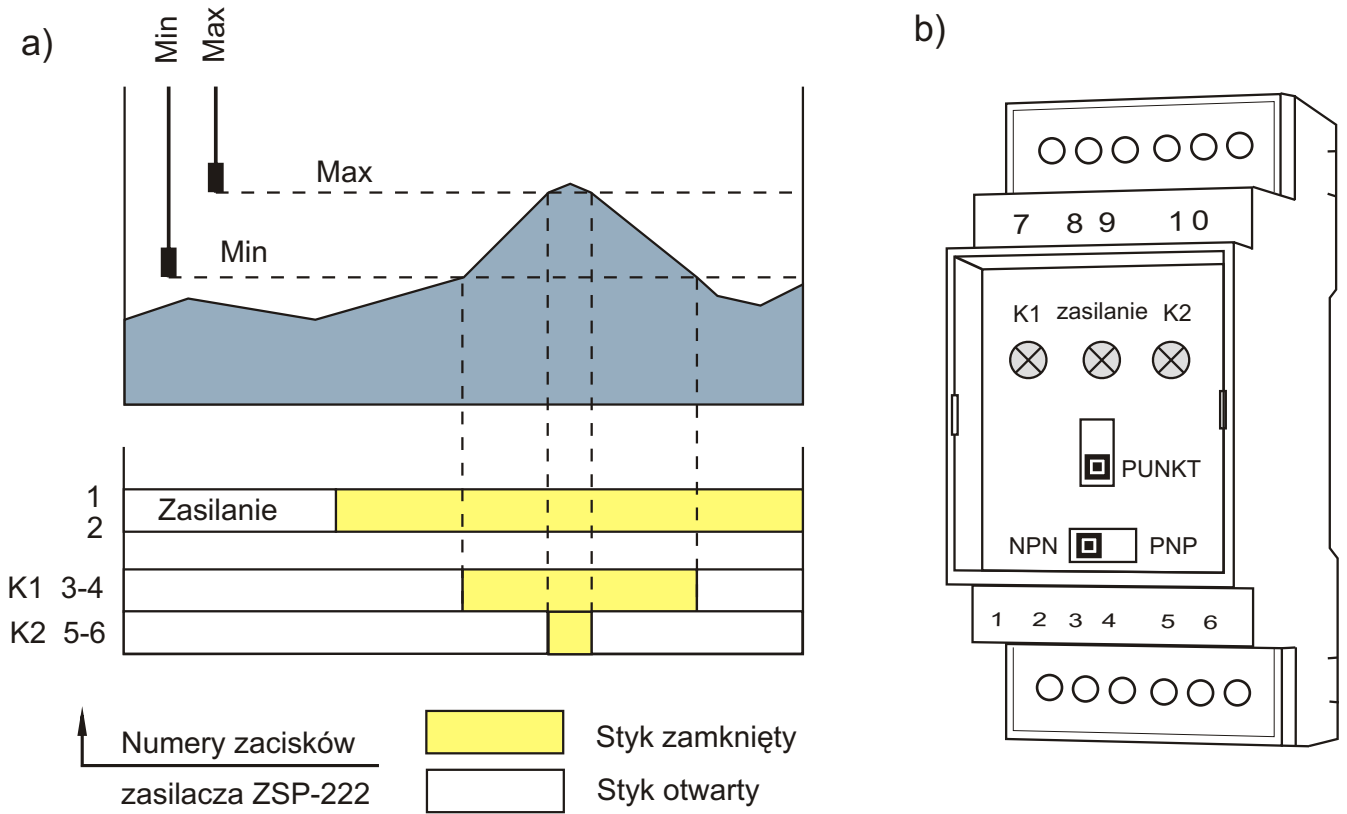 a)
Min
Max
Max
Min
1
2
Zasilanie
K1 3-4
K2 5-6
Numery zacisków
zasilacza ZSP-222
Styk zamknięty
Styk otwarty
b)
7 8 9 10
K1 zasilanie K2
PUNKT
NPN PNP
1 2 3 4 5 6